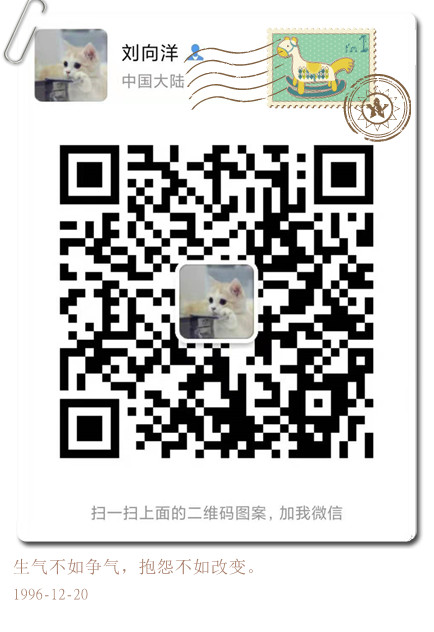 刘向洋
中国大陆
1
扫一扫上面的二维码图案，加我微信
生气不如争气，抱怨不如改变。
1996-12-20